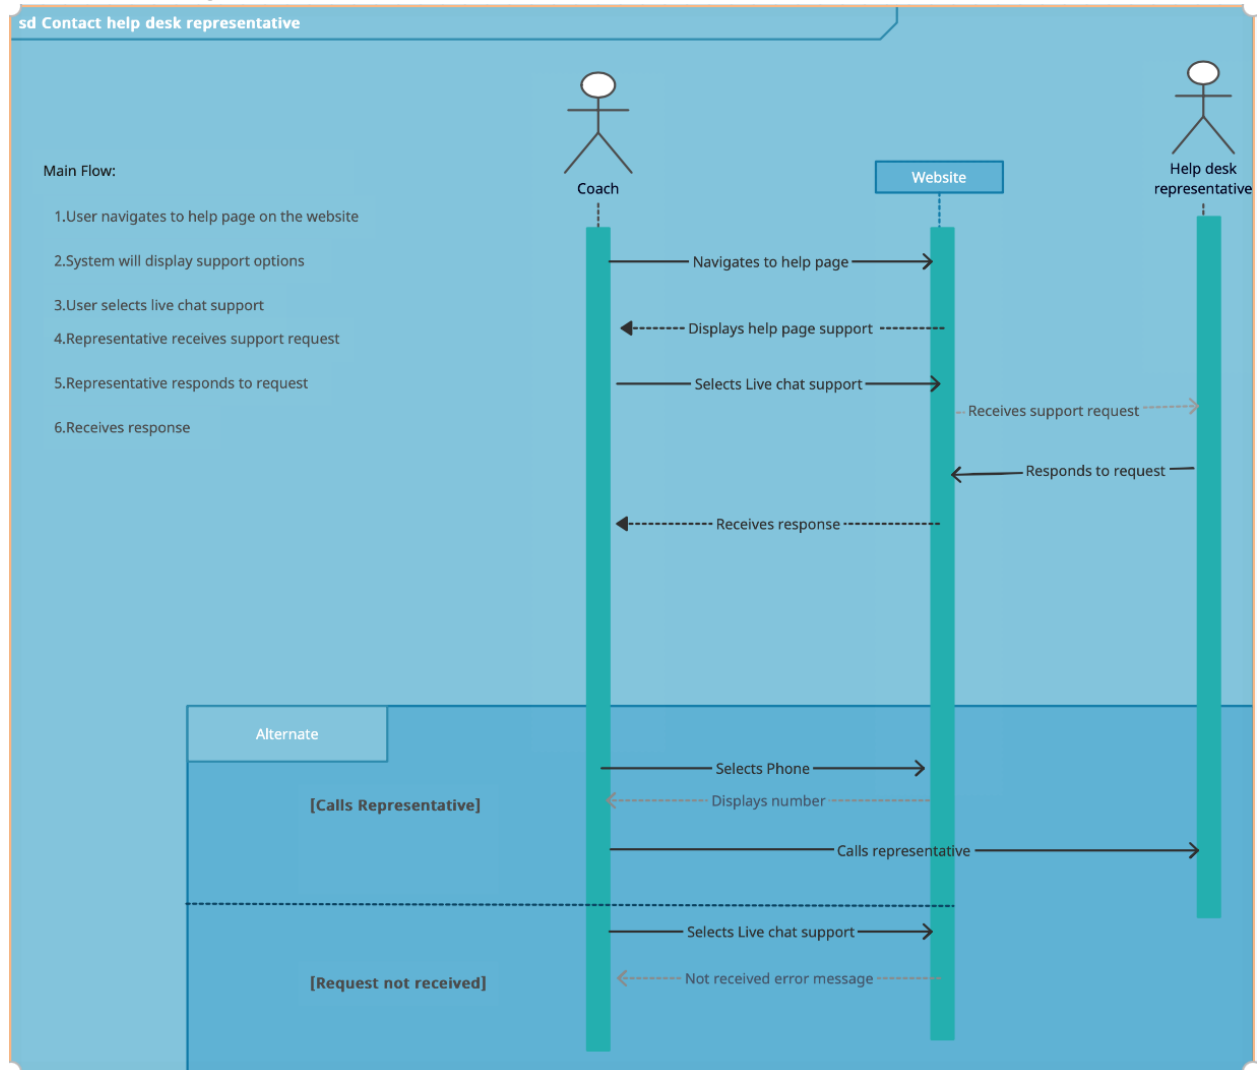 sd Contact help desk representative
Main Flow:
1.User navigates to help page on the website
2.System will display support options
3.User selects live chat support
4.Representative receives support request
5.Representative responds to request
6.Receives response
Coach
Website
Help desk
representative
Navigates to help page
Displays help page support
Selects Live chat support
Receives support request
Responds to request
Receives response
Alternate
Selects Phone
[Calls Representative]
Displays number
Calls representative
Selects Live chat support
[Request not received]
Not received error message